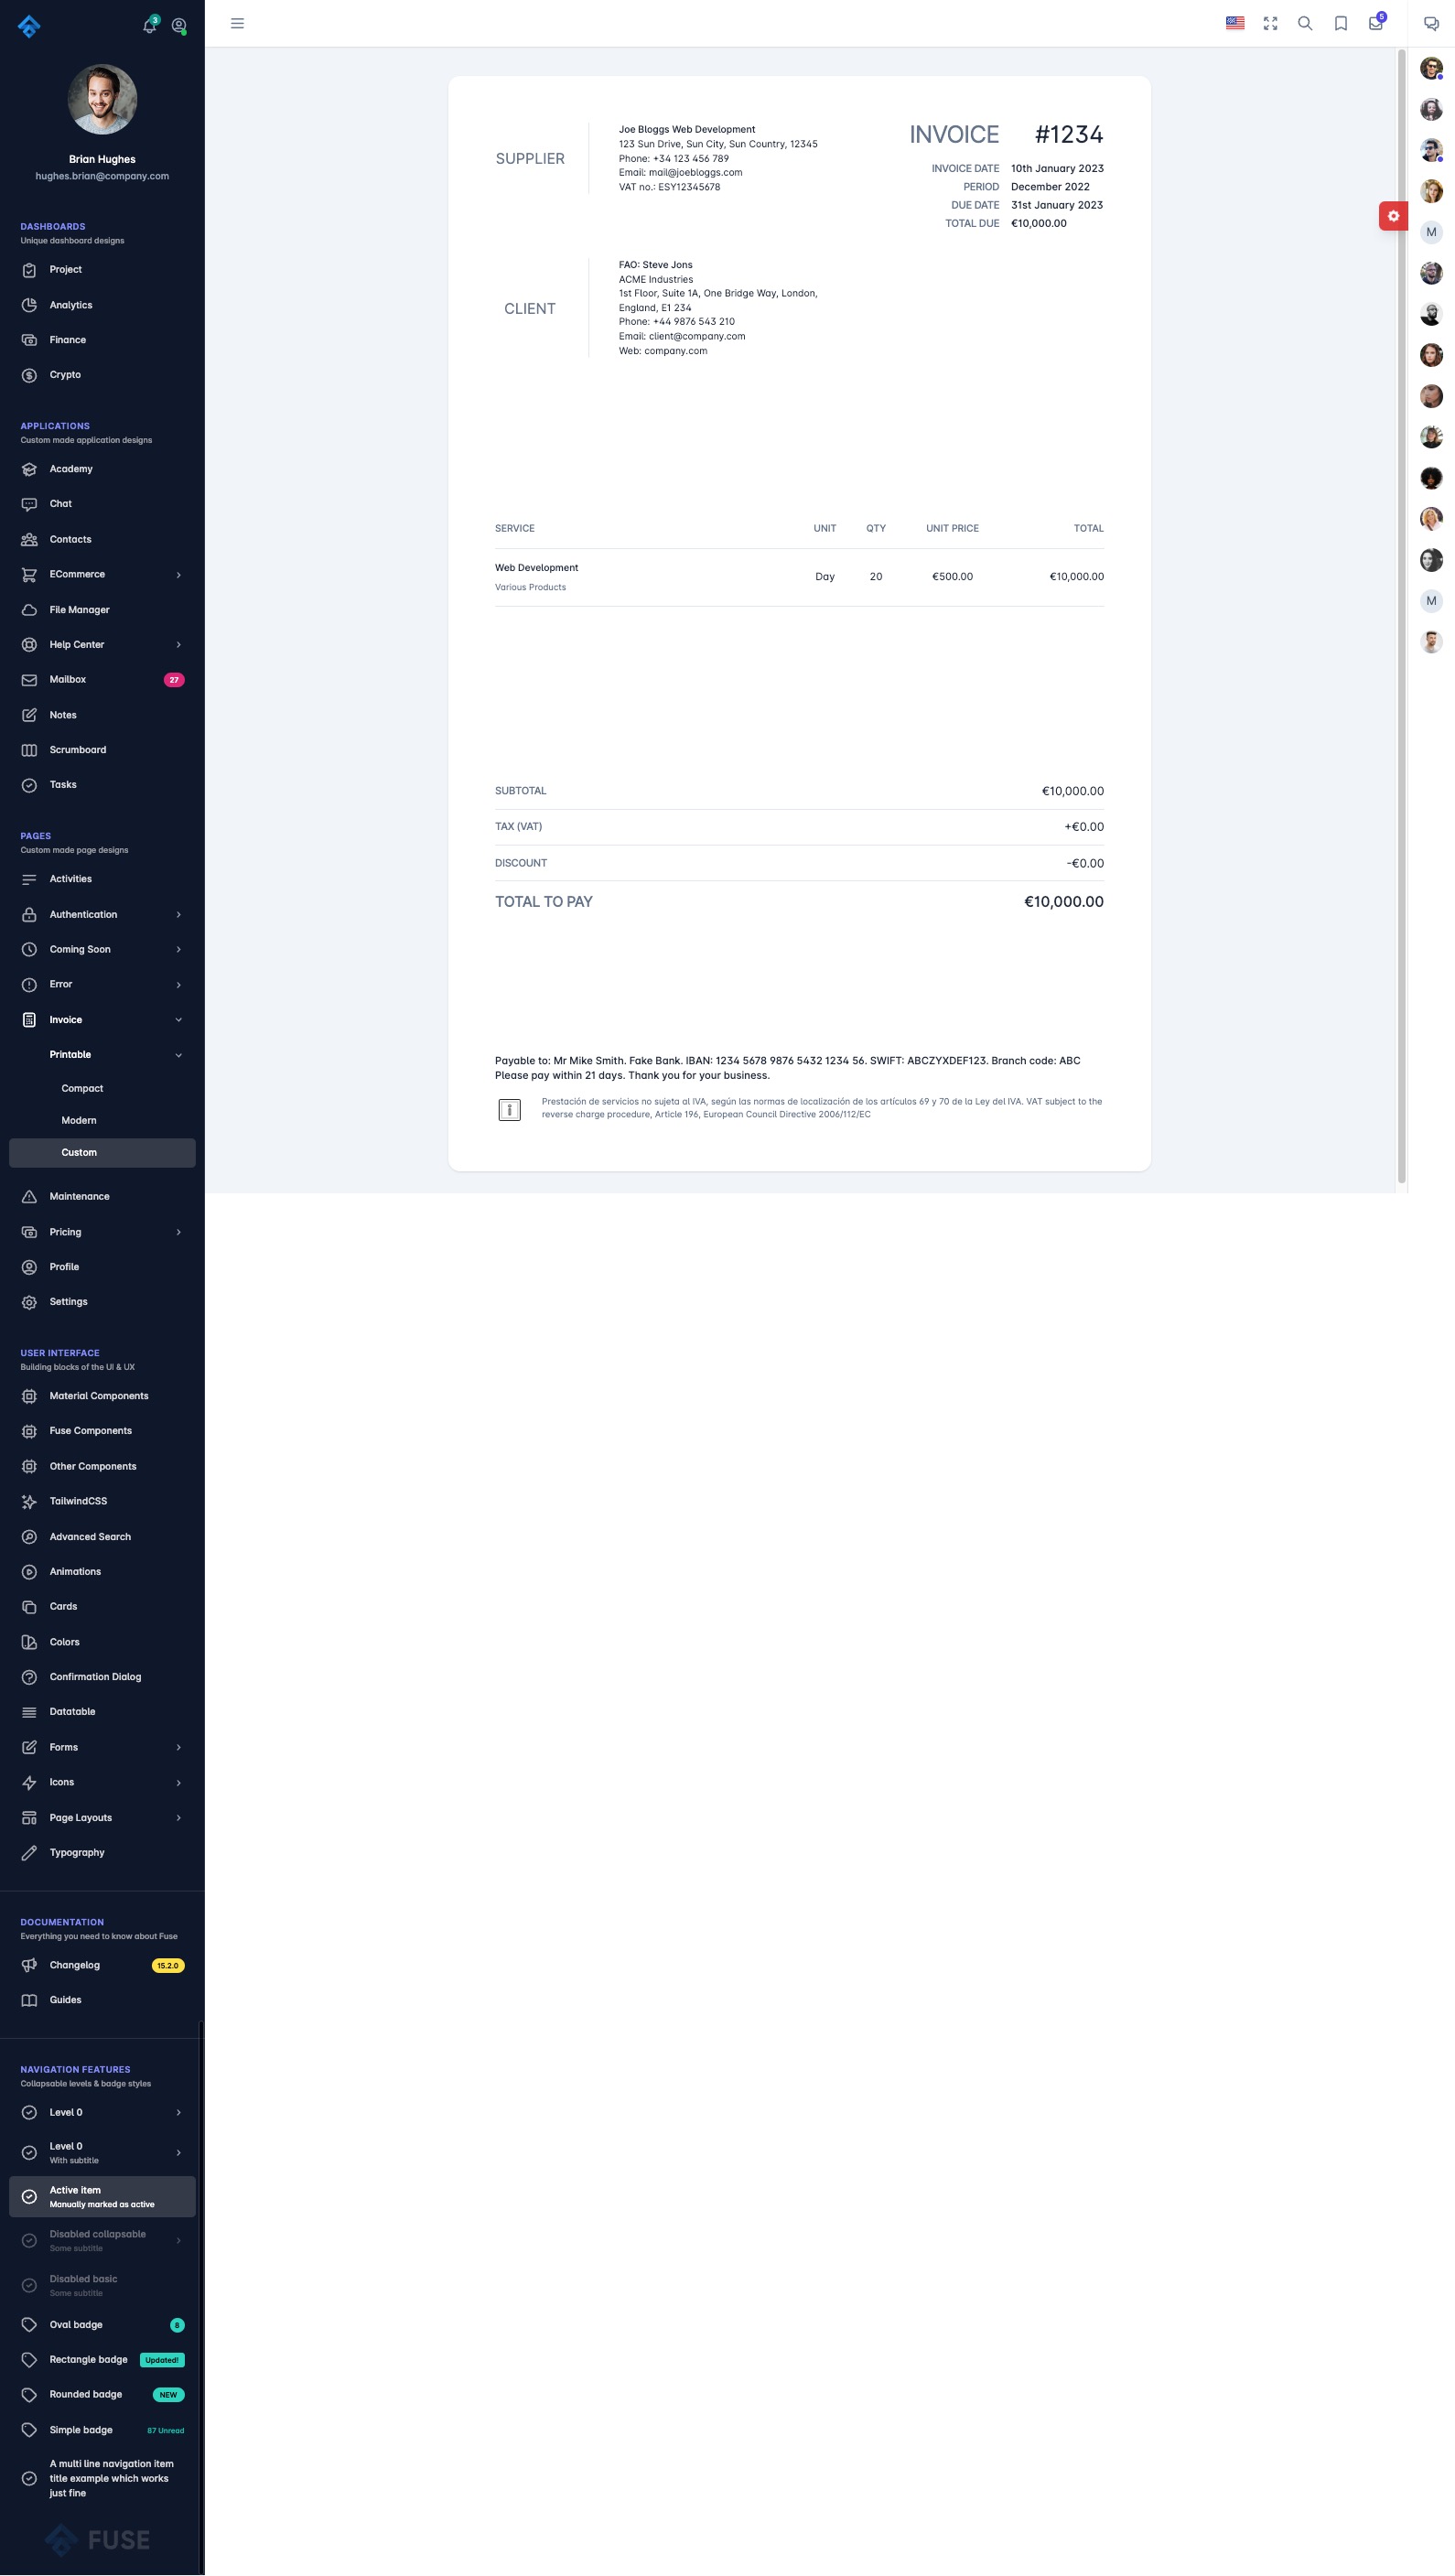 3
5
Brian Hughes
hughes.brian@company.com
DASHBOARDS
Unique dashboard designs
Project
Analytics
Finance
Crypto
APPLICATIONS
Custom made application designs
Academy
Chat
Contacts
ECommerce
File Manager
Help Center
Mailbox 27
Notes
Scrumboard
Tasks
PAGES
Custom made page designs
Activities
Authentication
Coming Soon
Error
Invoice
Printable
Compact
Modern
Custom
Maintenance
Pricing
Profile
Settings
USER INTERFACE
Building blocks of the UI & UX
Material Components
Fuse Components
Other Components
TailwindCSS
Advanced Search
Animations
Cards
Colors
Confirmation Dialog
Datatable
Forms
Icons
Page Layouts
Typography
DOCUMENTATION
Everything you need to know about Fuse
Changelog 15.2.0
Guides
NAVIGATION FEATURES
Collapsable levels & badge styles
Level 0
Level 0
With subtitle
Active item
Manually marked as active
Disabled collapsable
Some subtitle
Disabled basic
Some subtitle
Oval badge 8
Rectangle badge Updated!
Rounded badge NEW
Simple badge 87 Unread
A multi line navigation item
title example which works
just fine
FUSE
SUPPLIER
Joe Bloggs Web Development
123 Sun Drive, Sun City, Sun Country, 12345
Phone: +34 123 456 789
Email: mail@joebloggs.com
VAT no.: ESY12345678
INVOICE #1234
INVOICE DATE 10th January 2023
PERIOD December 2022
DUE DATE 31st January 2023
TOTAL DUE €10,000.00
CLIENT
FAO: Steve Jons
ACME Industries
1st Floor, Suite 1A, One Bridge Way, London,
England, E1 234
Phone: +44 9876 543 210
Email: client@company.com
Web: company.com
SERVICE UNIT QTY UNIT PRICE TOTAL
Web Development
Various Products
Day 20 €500.00 €10,000.00
SUBTOTAL €10,000.00
TAX (VAT) +€0.00
DISCOUNT -€0.00
TOTAL TO PAY €10,000.00
Payable to: Mr Mike Smith. Fake Bank. IBAN: 1234 5678 9876 5432 1234 56. SWIFT: ABCZYXDEF123. Branch code: ABC
Please pay within 21 days. Thank you for your business.
Prestación de servicios no sujeta al IVA, según las normas de localización de los artículos 69 y 70 de la Ley del IVA. VAT subject to the
reverse charge procedure, Article 196, European Council Directive 2006/112/EC
M
M